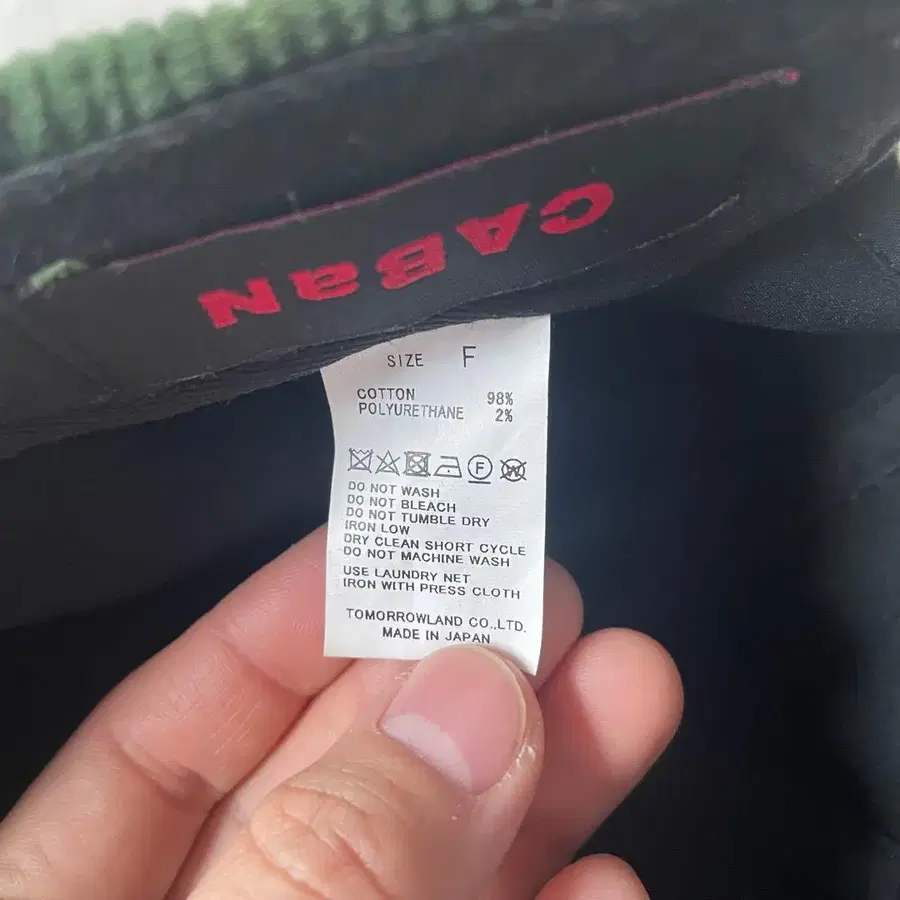 CABaN
SIZE F
COTTON 98%
POLYURETHANE 2%
F W
DO NOT WASH
DO NOT BLEACH
DO NOT TUMBLE DRY
IRON LOW
DRY CLEAN SHORT CYCLE
DO NOT MACHINE WASH
USE LAUNDRY NET
IRON WITH PRESS CLOTH
TOMORROWLAND CO.,LTD.
MADE IN JAPAN